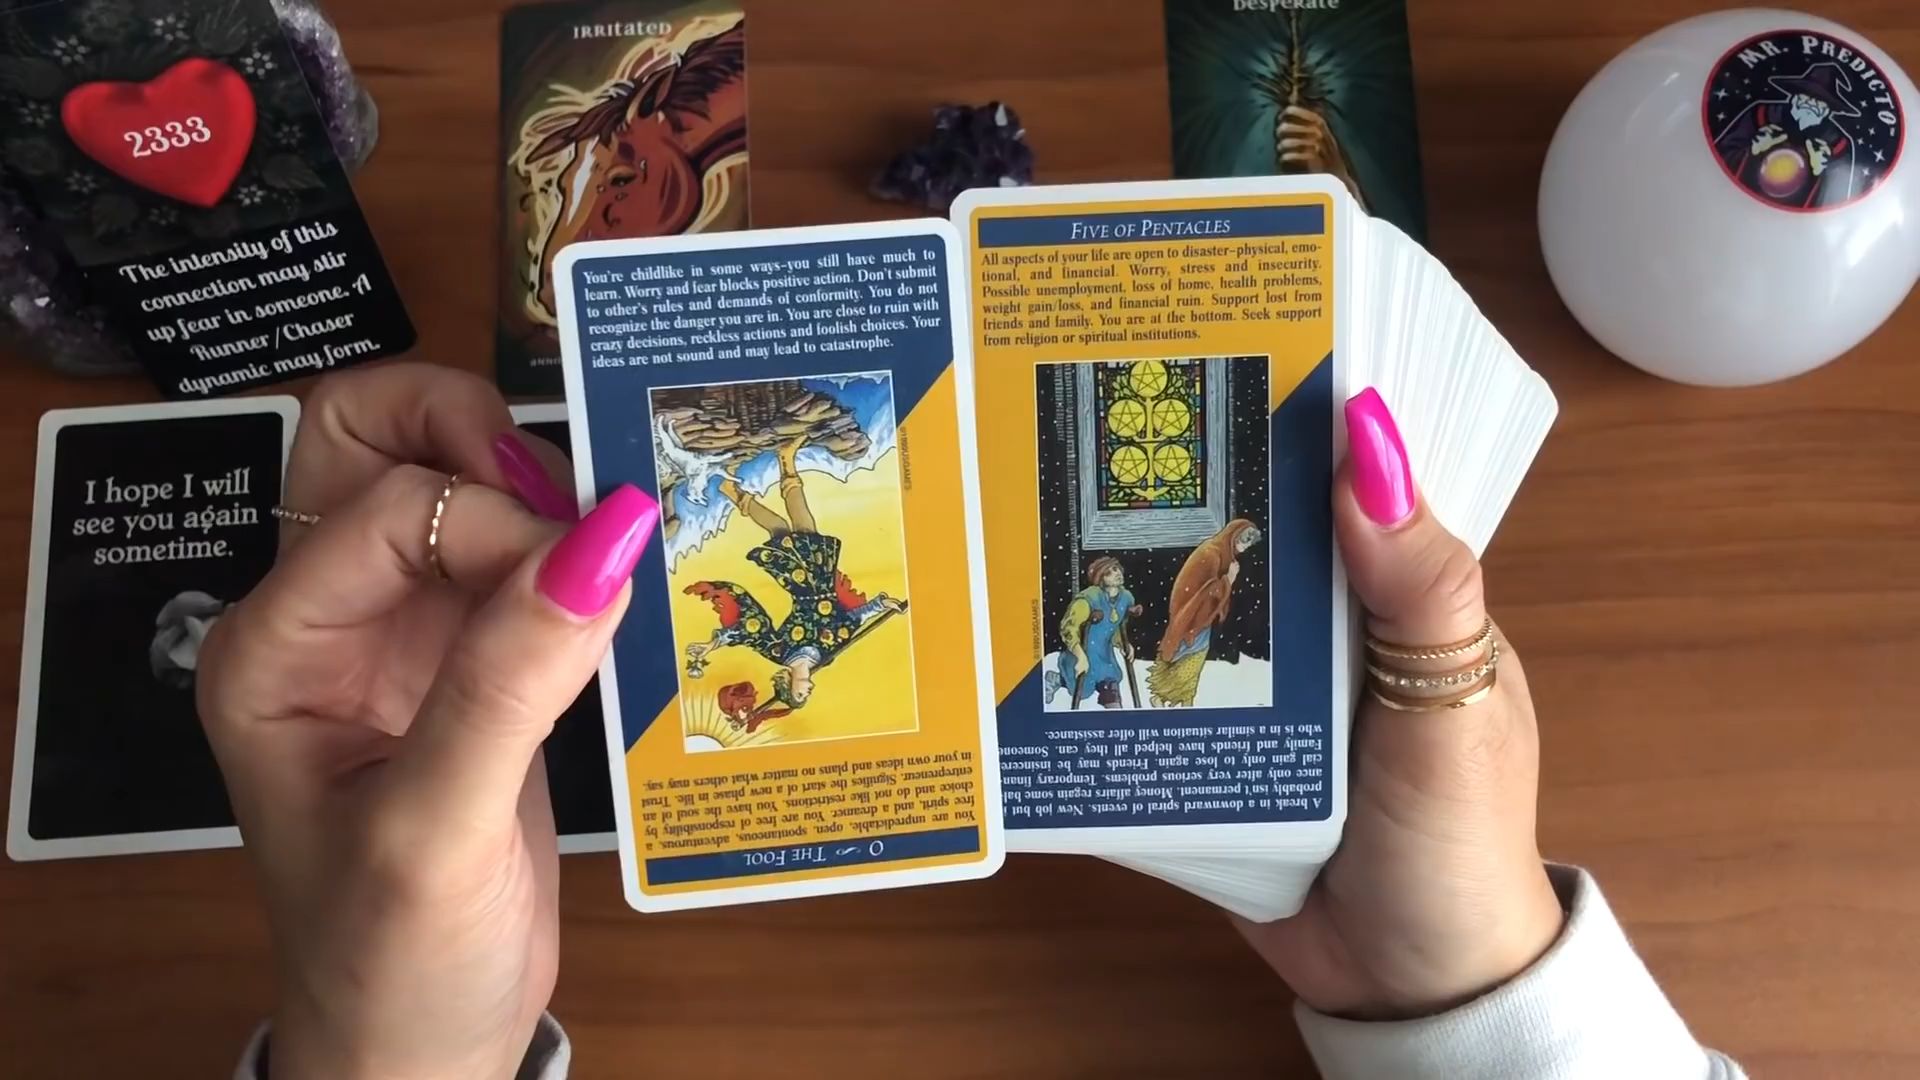 2333
The intensity of this
connection may stir
up fear in someone. A
Runner / Chaser
dynamic may form.
IRRITATED
DESPERATE
MR. PREDICTO
I hope I will
see you again
sometime.
You're childlike in some ways–you still have much to
learn. Worry and fear blocks positive action. Don't submit
to other's rules and demands of conformity. You do not
recognize the danger you are in. You are close to ruin with
crazy decisions, reckless actions and foolish choices. Your
ideas are not sound and may lead to catastrophe.
©1999USGAMES
0 THE FOOL
You are unpredictable, open, spontaneous, adventurous, a
free spirit, and a dreamer. You are free of responsibility by
choice and do not like restrictions. You have the soul of an
entrepreneur. Signifies the start of a new phase in life. Trust
in your own ideas and plans no matter what others may say.
FIVE OF PENTACLES
All aspects of your life are open to disaster–physical, emo-
tional, and financial. Worry, stress and insecurity.
Possible unemployment, loss of home, health problems,
weight gain/loss, and financial ruin. Support lost from
friends and family. You are at the bottom. Seek support
from religion or spiritual institutions.
©1999USGAMES
A break in a downward spiral of events. New job but i
probably isn't permanent. Money affairs regain some bal-
ance only after very serious problems. Temporary finan-
cial gain only to lose again. Friends may be insincere.
Family and friends have helped all they can. Someone
who is in a similar situation will offer assistance.